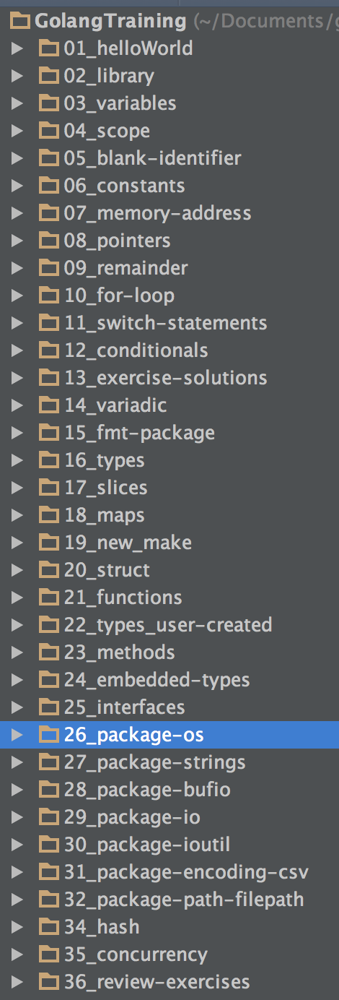 GolangTraining (~/Documents/g
01_helloWorld
02_library
03_variables
04_scope
05_blank-identifier
06_constants
07_memory-address
08_pointers
09_remainder
10_for-loop
11_switch-statements
12_conditionals
13_exercise-solutions
14_variadic
15_fmt-package
16_types
17_slices
18_maps
19_new_make
20_struct
21_functions
22_types_user-created
23_methods
24_embedded-types
25_interfaces
26_package-os
27_package-strings
28_package-bufio
29_package-io
30_package-ioutil
31_package-encoding-csv
32_package-path-filepath
34_hash
35_concurrency
36_review-exercises